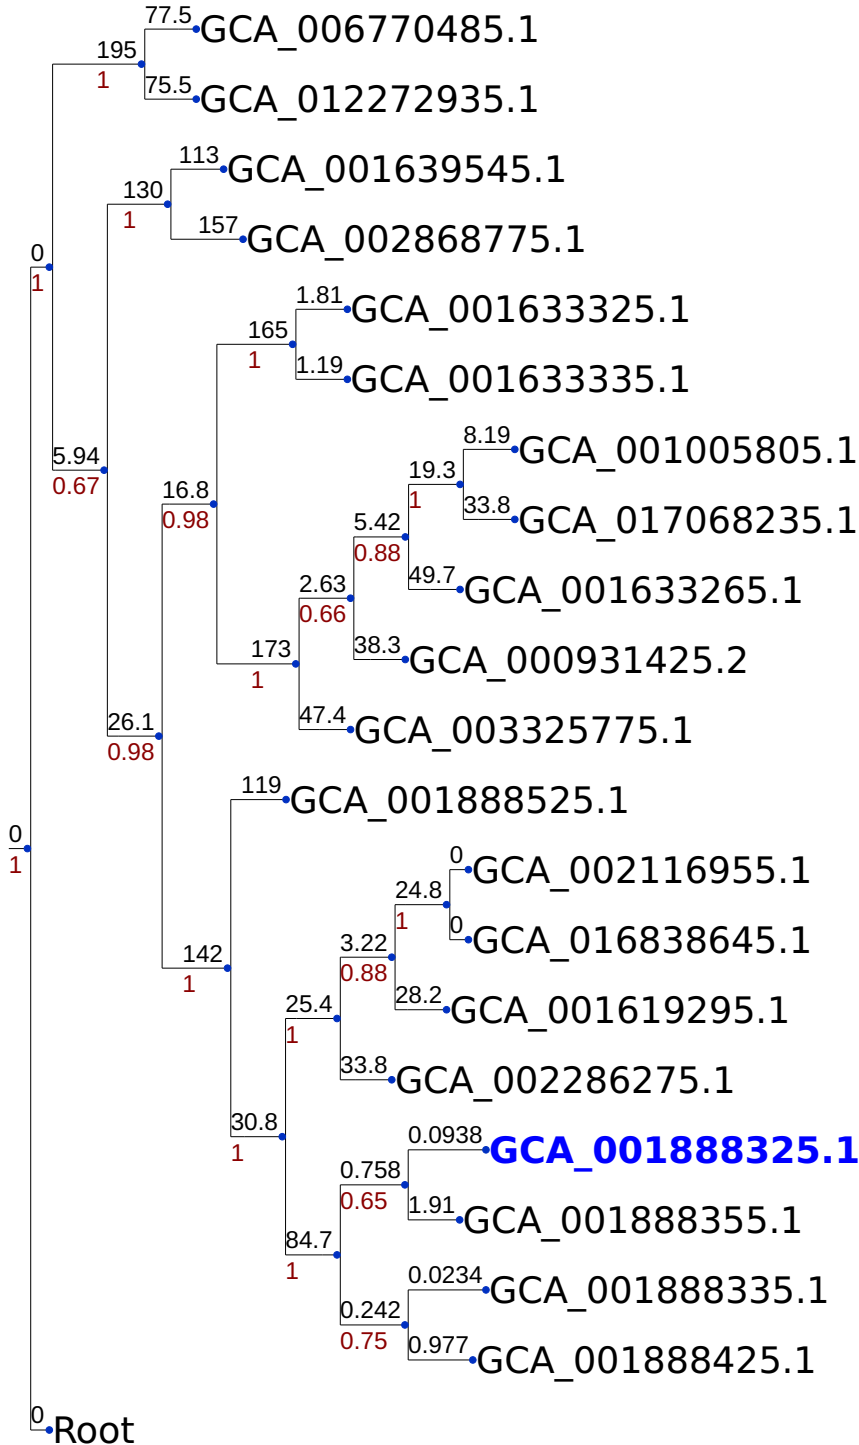 77.5
GCA_006770485.1
195
1
75.5
GCA_012272935.1
113
GCA_001639545.1
130
1
157
GCA_002868775.1
0
1
1.81
GCA_001633325.1
165
1
1.19
GCA_001633335.1
8.19
GCA_001005805.1
5.94
0.67
19.3
1
16.8
0.98
33.8
GCA_017068235.1
5.42
0.88
2.63
0.66
49.7
GCA_001633265.1
173
1
38.3
GCA_000931425.2
26.1
0.98
47.4
GCA_003325775.1
119
GCA_001888525.1
0
1
0
GCA_002116955.1
24.8
1
0
GCA_016838645.1
142
1
3.22
0.88
28.2
GCA_001619295.1
25.4
1
33.8
GCA_002286275.1
30.8
1
0.0938
GCA_001888325.1
0.758
0.65
1.91
GCA_001888355.1
84.7
1
0.0234
GCA_001888335.1
0.242
0.75
0.977
GCA_001888425.1
0
Root